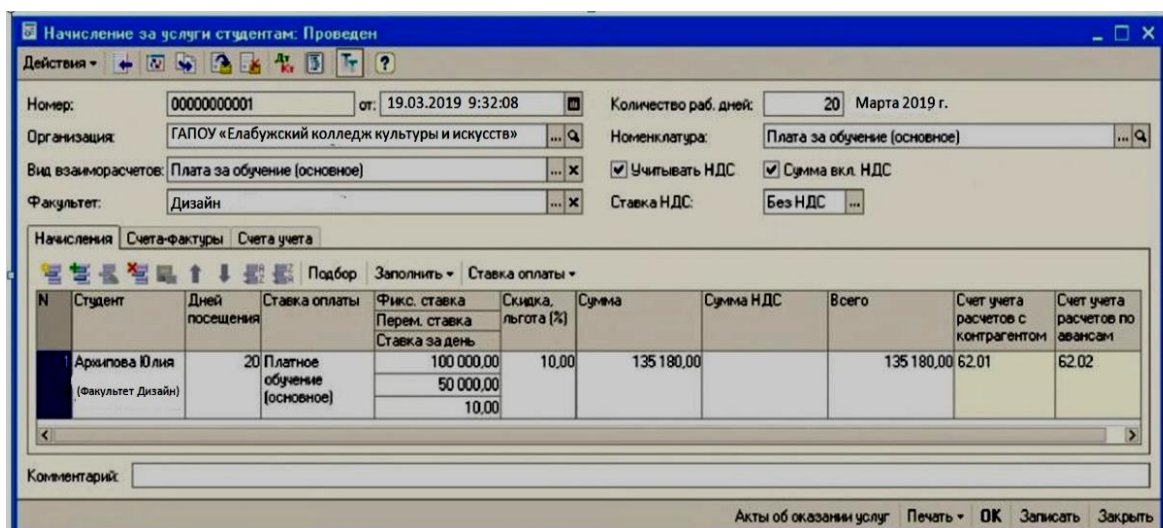 Начисление за услуги студентам: Проведен
Действия
Номер: 00000000001 от: 19.03.2019 9:32:08 Количество раб. дней: 20 Марта 2019 г.
Организация: ГАПОУ «Елабужский колледж культуры и искусств» ... Номенклатура: Плата за обучение (основное) ...
Вид взаиморасчетов: Плата за обучение (основное) ... x Учитывать НДС Сумма вкл. НДС
Факультет: Дизайн ... x Ставка НДС: Без НДС ...
Начисления Счета-фактуры Счета учета
Подбор Заполнить Ставка оплаты
N Студент Дней посещения Ставка оплаты Фикс. ставка Перем. ставка Ставка за день Скидка, льгота (%) Сумма Сумма НДС Всего Счет учета расчетов с контрагентом Счет учета расчетов по авансам
1 Архипова Юлия (Факультет Дизайн) 20 Платное обучение (основное) 100 000,00 50 000,00 10,00 10,00 135 180,00 135 180,00 62.01 62.02
Комментарий:
Акты об оказании услуг Печать OK Записать Закрыть